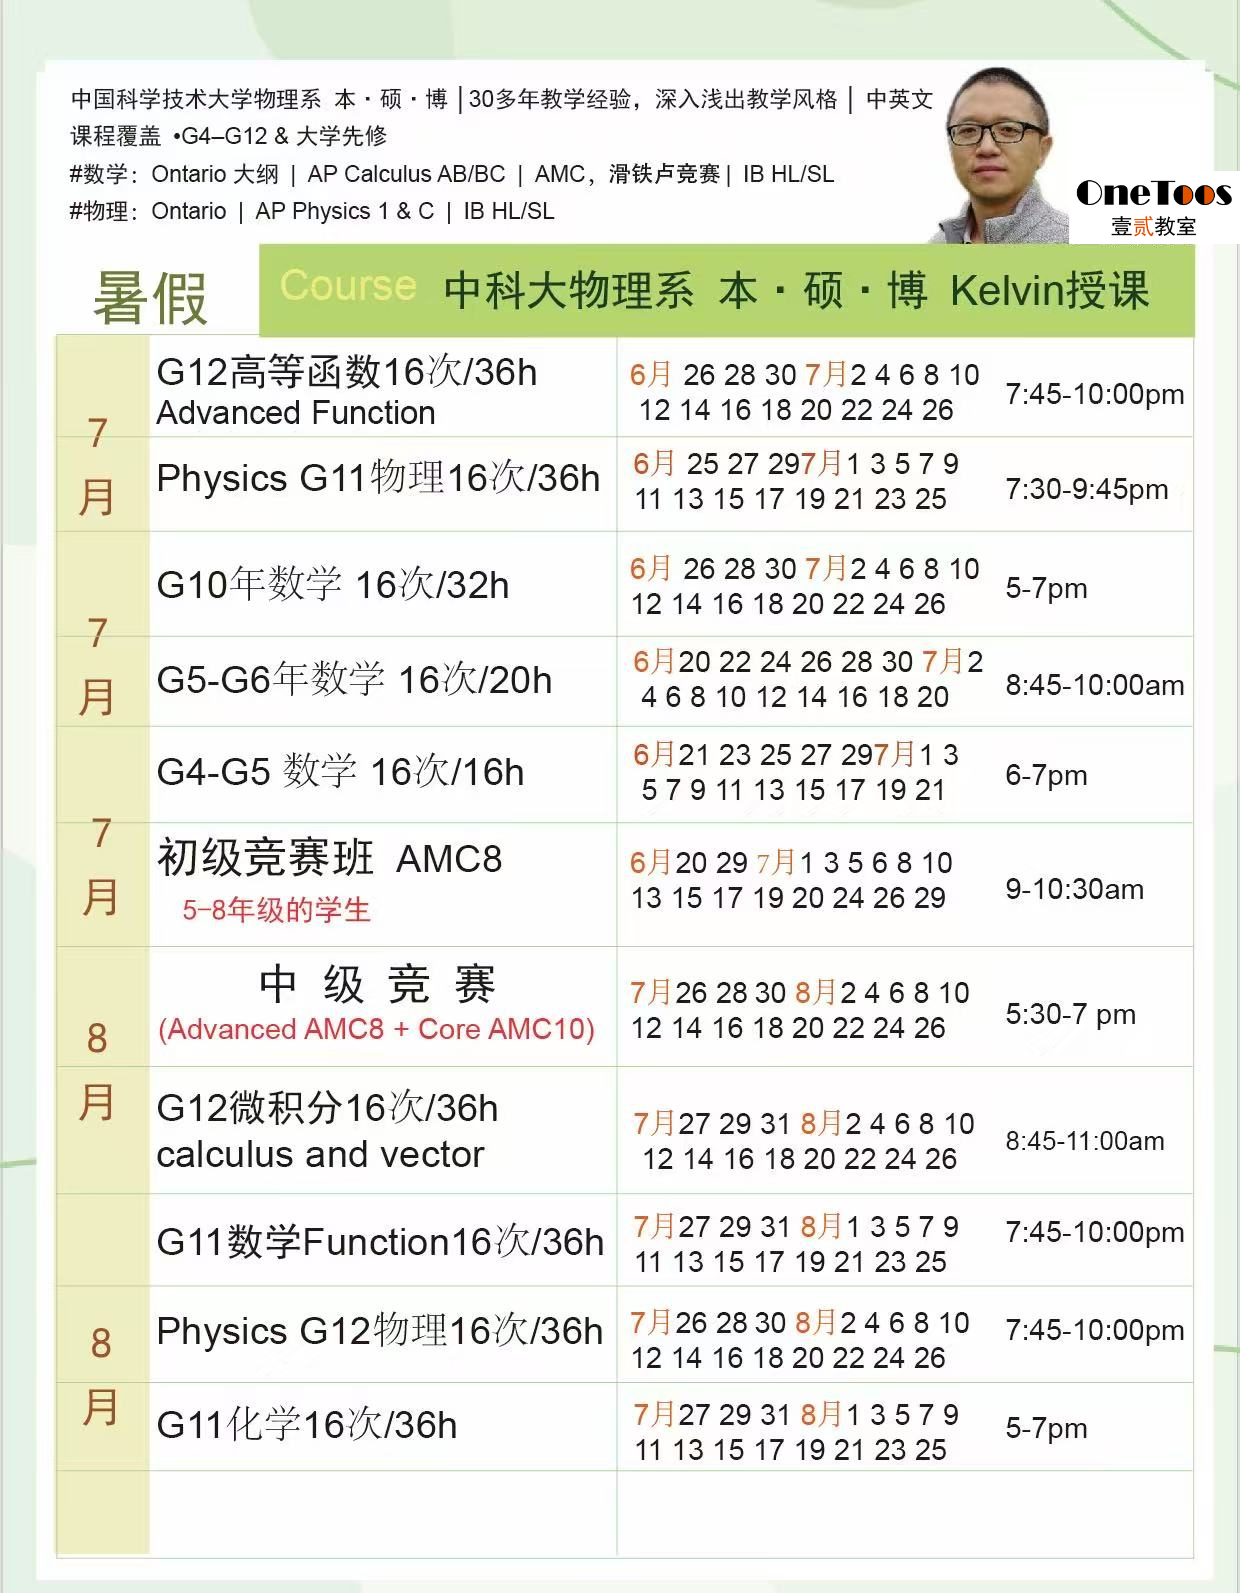 中国科学技术大学物理系 本·硕·博 |30多年教学经验，深入浅出教学风格 | 中英文
课程覆盖 •G4–G12 & 大学先修
#数学：Ontario 大纲 | AP Calculus AB/BC | AMC，滑铁卢竞赛 | IB HL/SL
#物理：Ontario | AP Physics 1 & C | IB HL/SL
OneToos
壹贰教室
暑假
Course 中科大物理系 本·硕·博 Kelvin授课
7月
G12高等函数16次/36h
Advanced Function
6月 26 28 30 7月2 4 6 8 10
12 14 16 18 20 22 24 26
7:45-10:00pm
Physics G11物理16次/36h
6月 25 27 297月1 3 5 7 9
11 13 15 17 19 21 23 25
7:30-9:45pm
7月
G10年数学 16次/32h
6月 26 28 30 7月2 4 6 8 10
12 14 16 18 20 22 24 26
5-7pm
G5-G6年数学 16次/20h
6月20 22 24 26 28 30 7月2
4 6 8 10 12 14 16 18 20
8:45-10:00am
G4-G5 数学 16次/16h
6月21 23 25 27 297月1 3
5 7 9 11 13 15 17 19 21
6-7pm
7月
初级竞赛班 AMC8
5-8年级的学生
6月20 29 7月1 3 5 6 8 10
13 15 17 19 20 24 26 29
9-10:30am
8月
中 级 竞 赛
(Advanced AMC8 + Core AMC10)
7月26 28 30 8月2 4 6 8 10
12 14 16 18 20 22 24 26
5:30-7 pm
G12微积分16次/36h
calculus and vector
7月27 29 31 8月2 4 6 8 10
12 14 16 18 20 22 24 26
8:45-11:00am
G11数学Function16次/36h
7月27 29 31 8月1 3 5 7 9
11 13 15 17 19 21 23 25
7:45-10:00pm
8月
Physics G12物理16次/36h
7月26 28 30 8月2 4 6 8 10
12 14 16 18 20 22 24 26
7:45-10:00pm
G11化学16次/36h
7月27 29 31 8月1 3 5 7 9
11 13 15 17 19 21 23 25
5-7pm